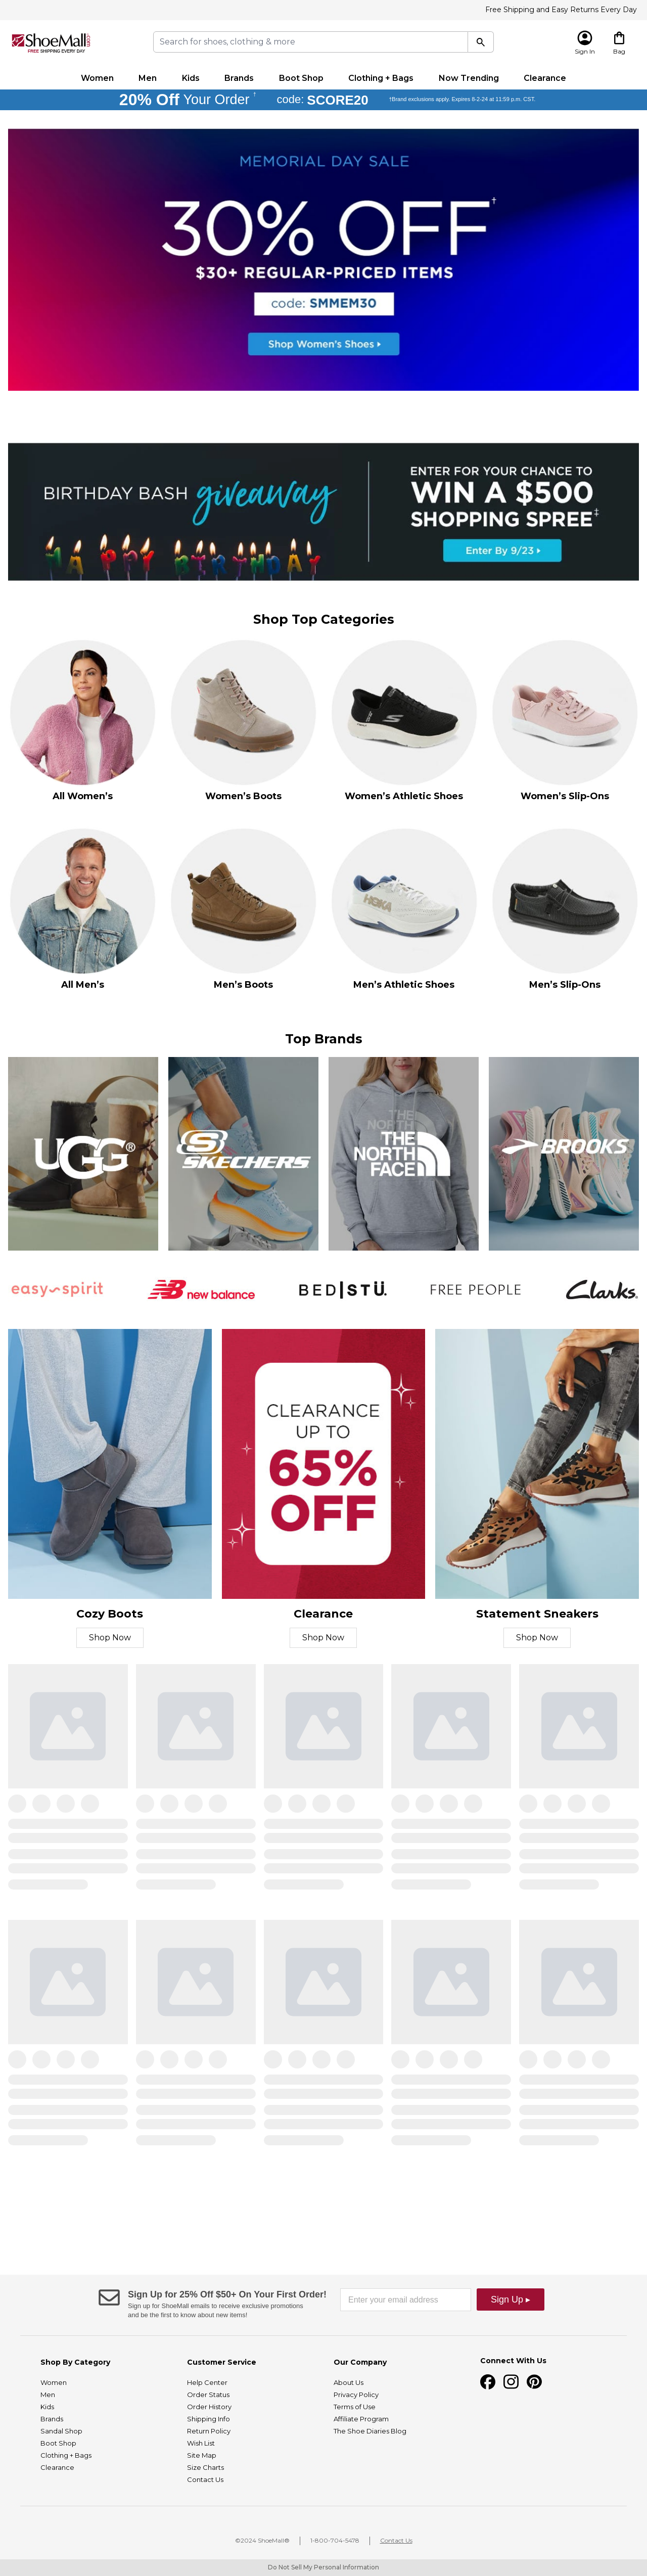 Free Shipping and Easy Returns Every Day
ShoeMall
FREE SHIPPING EVERY DAY
Search for shoes, clothing & more
Sign In
Bag
Women Men Kids Brands Boot Shop Clothing + Bags Now Trending Clearance
20% Off Your Order † code: SCORE20 †Brand exclusions apply. Expires 8-2-24 at 11:59 p.m. CST.
MEMORIAL DAY SALE
30% OFF†
$30+ REGULAR-PRICED ITEMS
code: SMMEM30
Shop Women's Shoes
BIRTHDAY BASH giveaway
HAPPY BIRTHDAY
ENTER FOR YOUR CHANCE TO
WIN A $500
SHOPPING SPREE‡
Enter By 9/23
Shop Top Categories
All Women's
Women's Boots
Women's Athletic Shoes
Women's Slip-Ons
HOKA
All Men's
Men's Boots
Men's Athletic Shoes
Men's Slip-Ons
Top Brands
UGG®
SKECHERS
THE NORTH FACE
THE
NORTH
FACE
BROOKS
easy spirit
new balance
BED|STÜ.
FREE PEOPLE
Clarks.
CLEARANCE
UP TO
65%
OFF
Cozy Boots
Clearance
Statement Sneakers
Shop Now
Shop Now
Shop Now
Sign Up for 25% Off $50+ On Your First Order!
Sign up for ShoeMall emails to receive exclusive promotions
and be the first to know about new items!
Enter your email address
Sign Up ▸
Shop By Category
Women
Men
Kids
Brands
Sandal Shop
Boot Shop
Clothing + Bags
Clearance
Customer Service
Help Center
Order Status
Order History
Shipping Info
Return Policy
Wish List
Site Map
Size Charts
Contact Us
Our Company
About Us
Privacy Policy
Terms of Use
Affiliate Program
The Shoe Diaries Blog
Connect With Us
©2024 ShoeMall® | 1-800-704-5478 | Contact Us
Do Not Sell My Personal Information